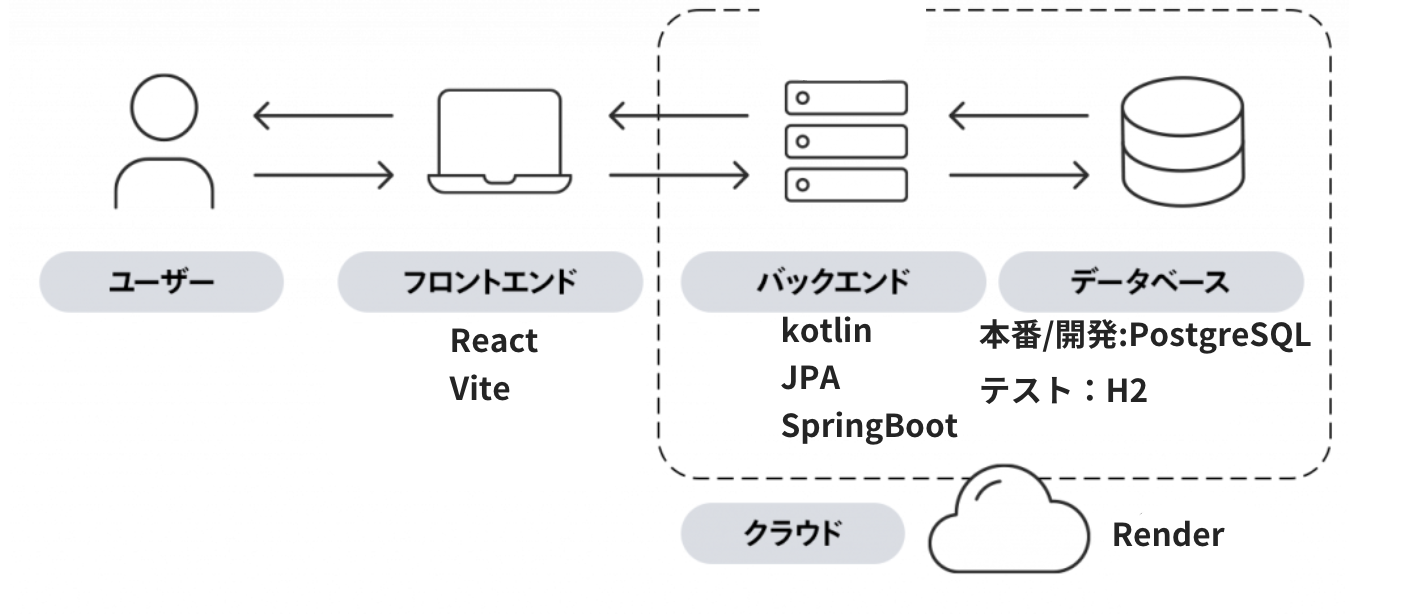 ユーザー
フロントエンド
React
Vite
バックエンド
kotlin
JPA
SpringBoot
データベース
本番/開発:PostgreSQL
テスト：H2
クラウド
Render